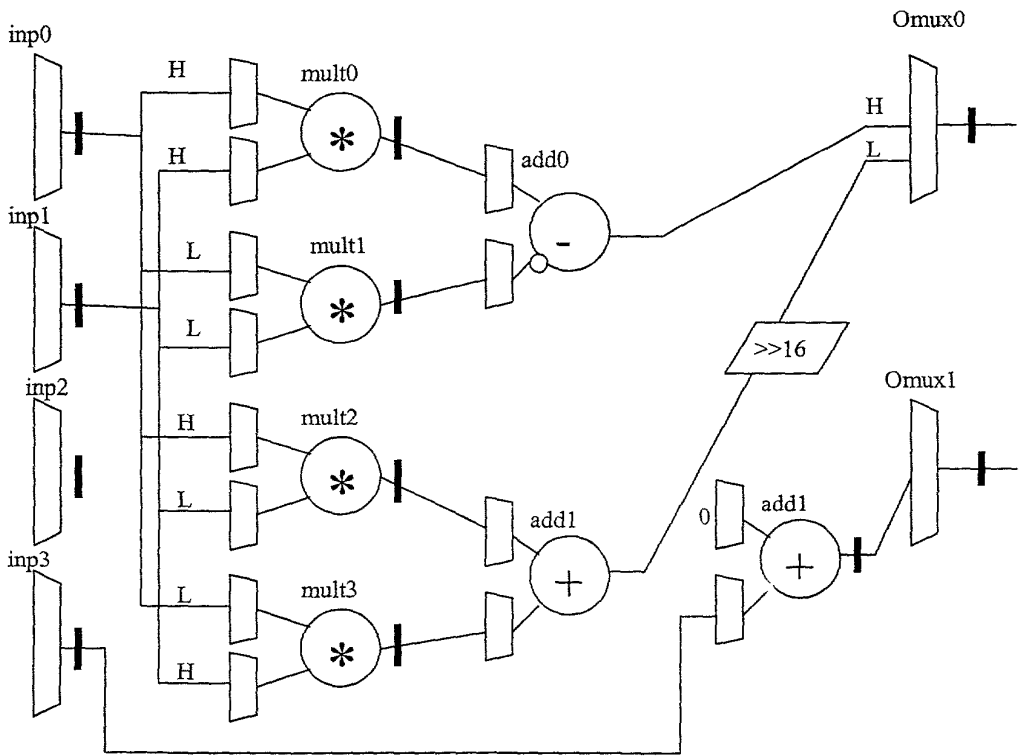 inp0
Omux0
H
mult0
*
H
H
add0
L
inp1
L
mult1
-
*
L
>>16
inp2
Omux1
H
mult2
*
L
add1
0
add1
inp3
+
+
L
mult3
*
H